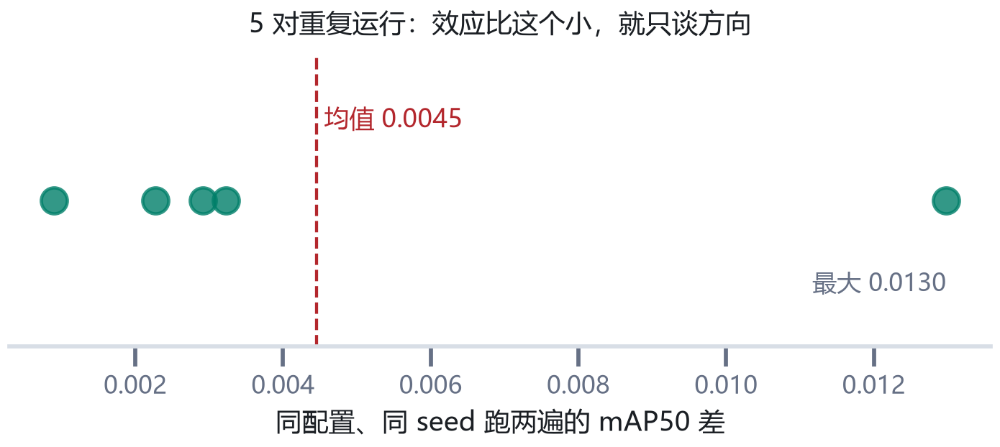 5 对重复运行：效应比这个小，就只谈方向
均值 0.0045
最大 0.0130
0.002 0.004 0.006 0.008 0.010 0.012
同配置、同 seed 跑两遍的 mAP50 差